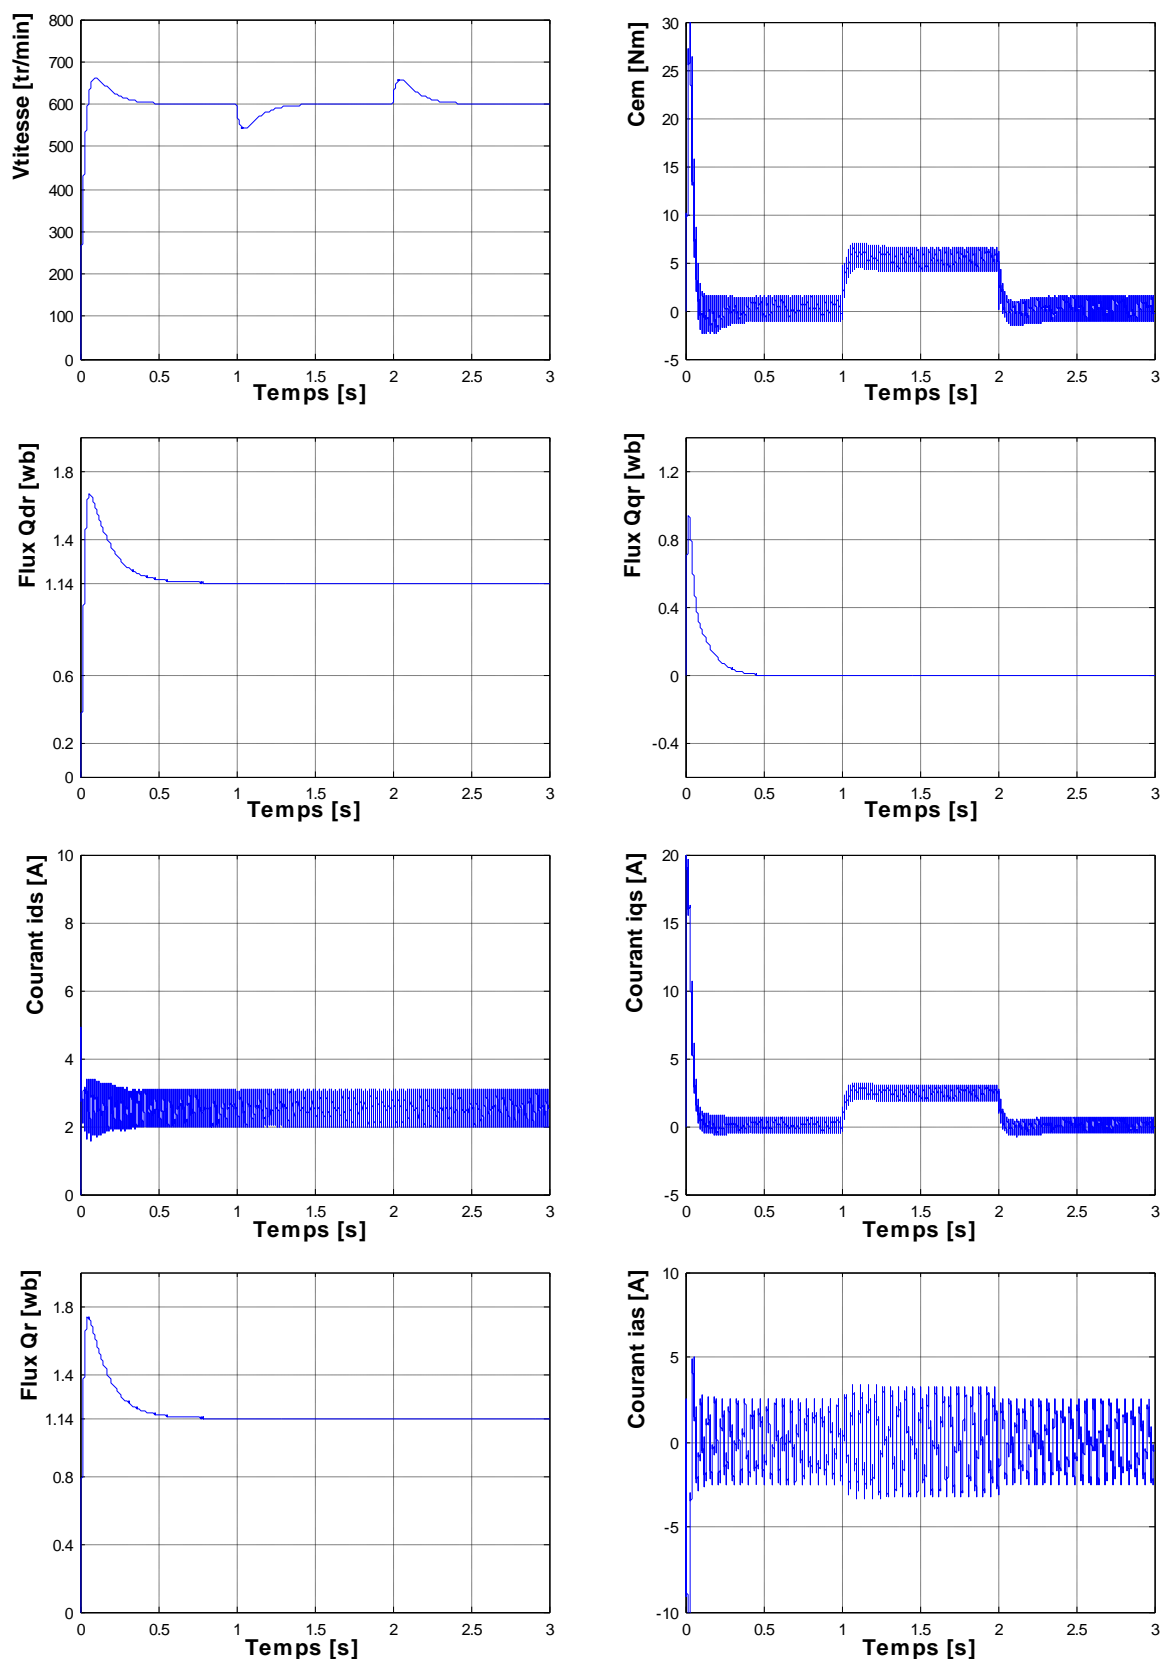 Vtitesse [tr/min]
800
700
600
500
400
300
200
100
0
0 0.5 1 1.5 2 2.5 3
Temps [s]
Cem [Nm]
30
25
20
15
10
5
0
-5
0 0.5 1 1.5 2 2.5 3
Temps [s]
Flux Qdr [wb]
1.8
1.4
1.14
0.6
0.2
0
0 0.5 1 1.5 2 2.5 3
Temps [s]
Flux Qqr [wb]
1.2
0.8
0.4
0
-0.4
0 0.5 1 1.5 2 2.5 3
Temps [s]
Courant ids [A]
10
8
6
4
2
0
0 0.5 1 1.5 2 2.5 3
Temps [s]
Courant iqs [A]
20
15
10
5
0
-5
0 0.5 1 1.5 2 2.5 3
Temps [s]
Flux Qr [wb]
1.8
1.4
1.14
0.8
0.4
0
0 0.5 1 1.5 2 2.5 3
Temps [s]
Courant ias [A]
10
5
0
-5
-10
0 0.5 1 1.5 2 2.5 3
Temps [s]